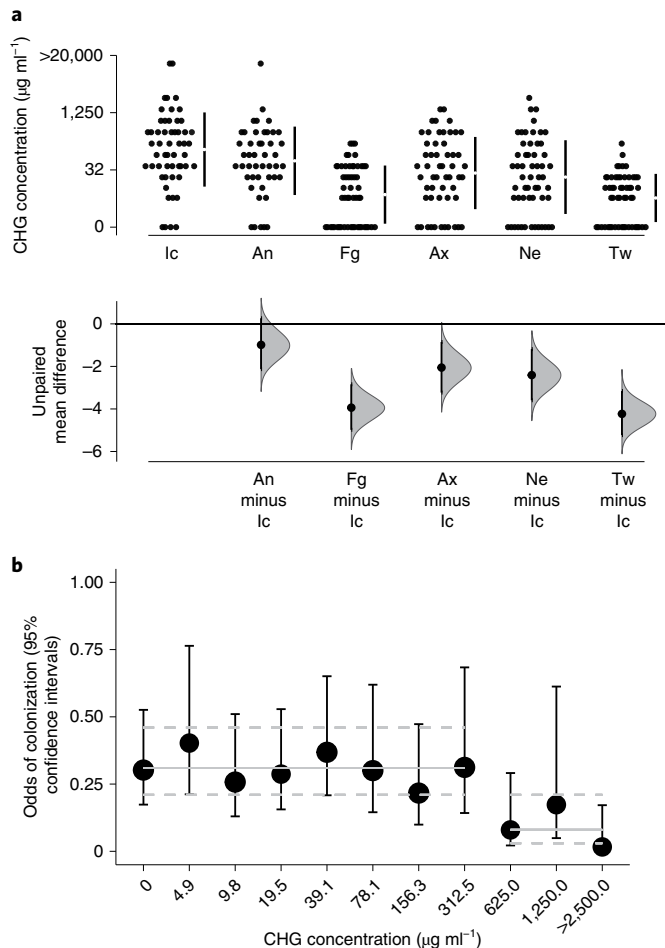 a
CHG concentration (µg ml−1)
>20,000
1,250
32
0
Ic An Fg Ax Ne Tw
Unpaired
mean difference
0
−2
−4
−6
An Fg Ax Ne Tw
minus minus minus minus minus
Ic Ic Ic Ic Ic
b
Odds of colonization (95%
confidence intervals)
1.00
0.75
0.50
0.25
0
0 4.9 9.8 19.5 39.1 78.1 156.3 312.5 625.0 1,250.0 >2,500.0
CHG concentration (µg ml−1)